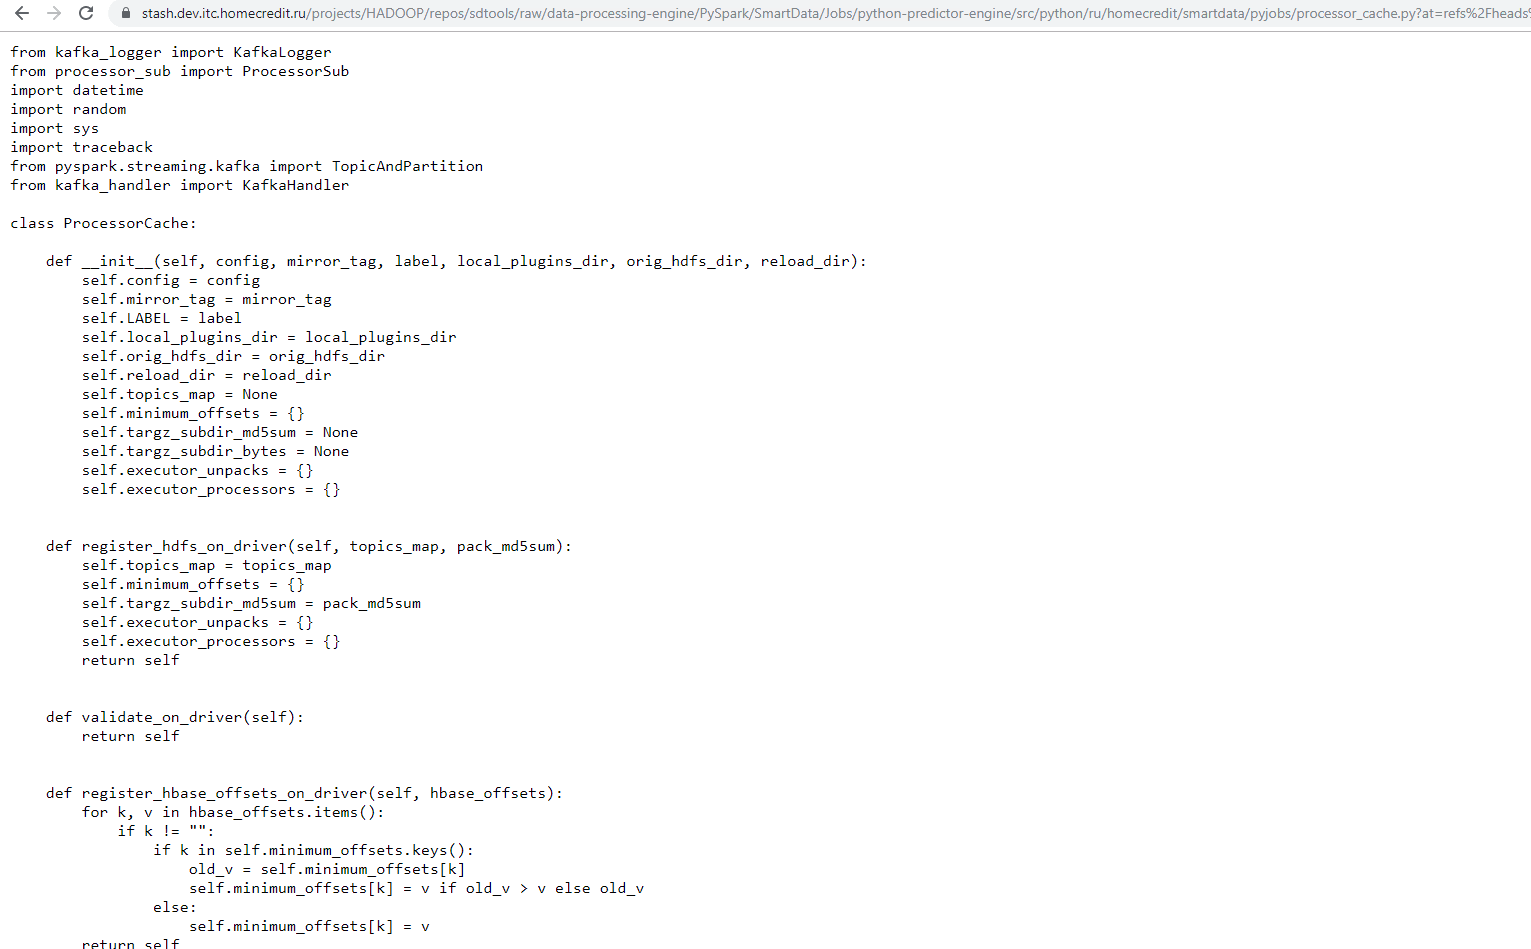 stash.dev.itc.homecredit.ru/projects/HADOOP/repos/sdtools/raw/data-processing-engine/PySpark/SmartData/Jobs/python-predictor-engine/src/python/ru/homecredit/smartdata/pyjobs/processor_cache.py?at=refs%2Fheads
from kafka_logger import KafkaLogger
from processor_sub import ProcessorSub
import datetime
import random
import sys
import traceback
from pyspark.streaming.kafka import TopicAndPartition
from kafka_handler import KafkaHandler

class ProcessorCache:

    def __init__(self, config, mirror_tag, label, local_plugins_dir, orig_hdfs_dir, reload_dir):
        self.config = config
        self.mirror_tag = mirror_tag
        self.LABEL = label
        self.local_plugins_dir = local_plugins_dir
        self.orig_hdfs_dir = orig_hdfs_dir
        self.reload_dir = reload_dir
        self.topics_map = None
        self.minimum_offsets = {}
        self.targz_subdir_md5sum = None
        self.targz_subdir_bytes = None
        self.executor_unpacks = {}
        self.executor_processors = {}


    def register_hdfs_on_driver(self, topics_map, pack_md5sum):
        self.topics_map = topics_map
        self.minimum_offsets = {}
        self.targz_subdir_md5sum = pack_md5sum
        self.executor_unpacks = {}
        self.executor_processors = {}
        return self


    def validate_on_driver(self):
        return self


    def register_hbase_offsets_on_driver(self, hbase_offsets):
        for k, v in hbase_offsets.items():
            if k != "":
                if k in self.minimum_offsets.keys():
                    old_v = self.minimum_offsets[k]
                    self.minimum_offsets[k] = v if old_v > v else old_v
                else:
                    self.minimum_offsets[k] = v
        return self